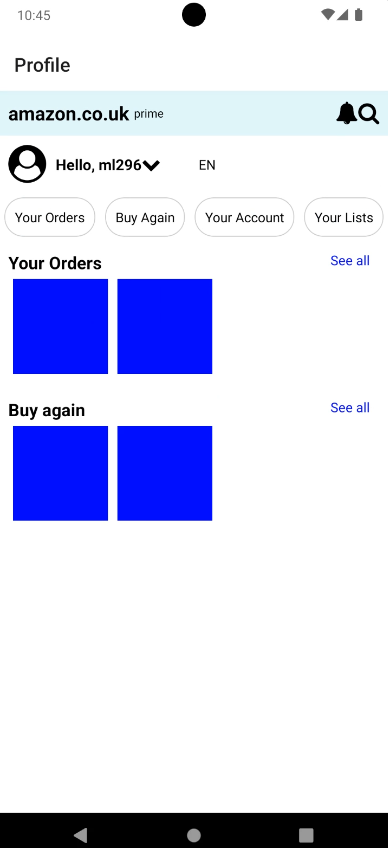 10:45
Profile
amazon.co.uk prime
Hello, ml296 EN
Your Orders Buy Again Your Account Your Lists
Your Orders See all
Buy again See all